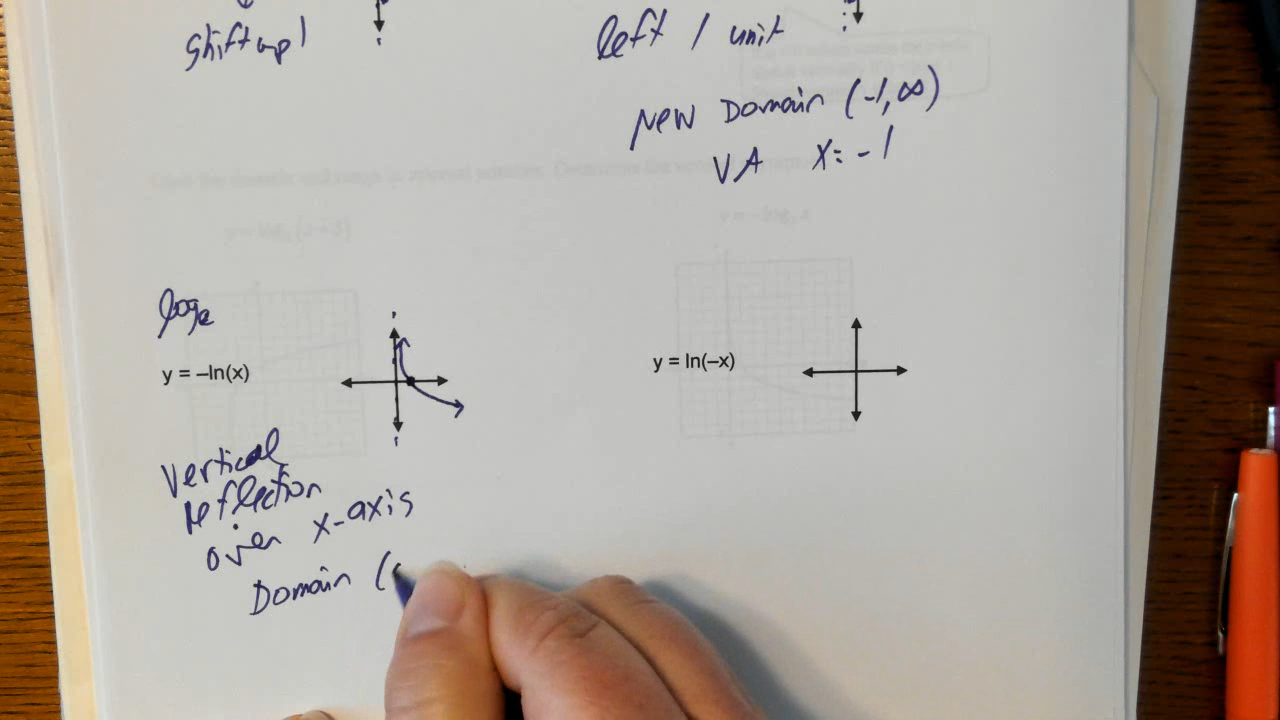 shift up 1
left 1 unit
New Domain (-1, ∞)
VA x = -1
y = -log₂ x
logₑ
y = –ln(x)
y = ln(–x)
Vertical
reflection
over x-axis
Domain (